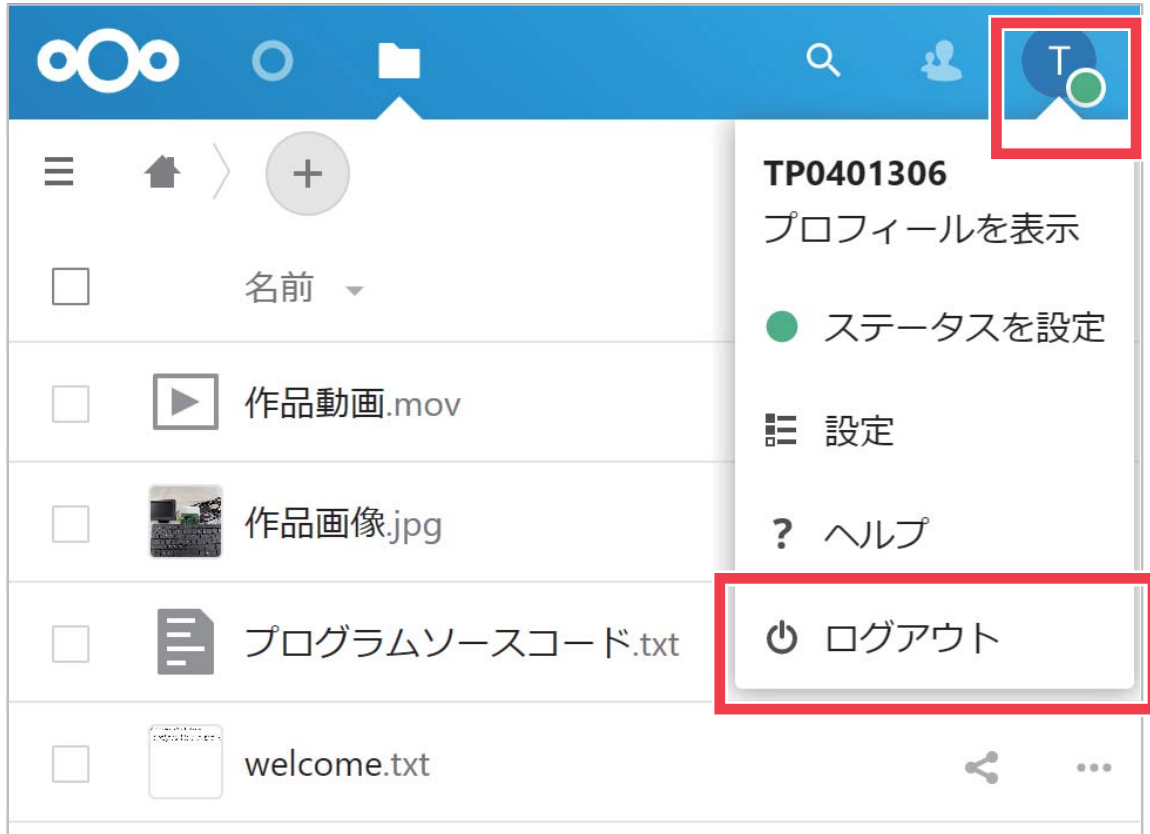 T
TP0401306
プロフィールを表示
名前
ステータスを設定
作品動画.mov
設定
作品画像.jpg
? ヘルプ
プログラムソースコード.txt
ログアウト
welcome.txt